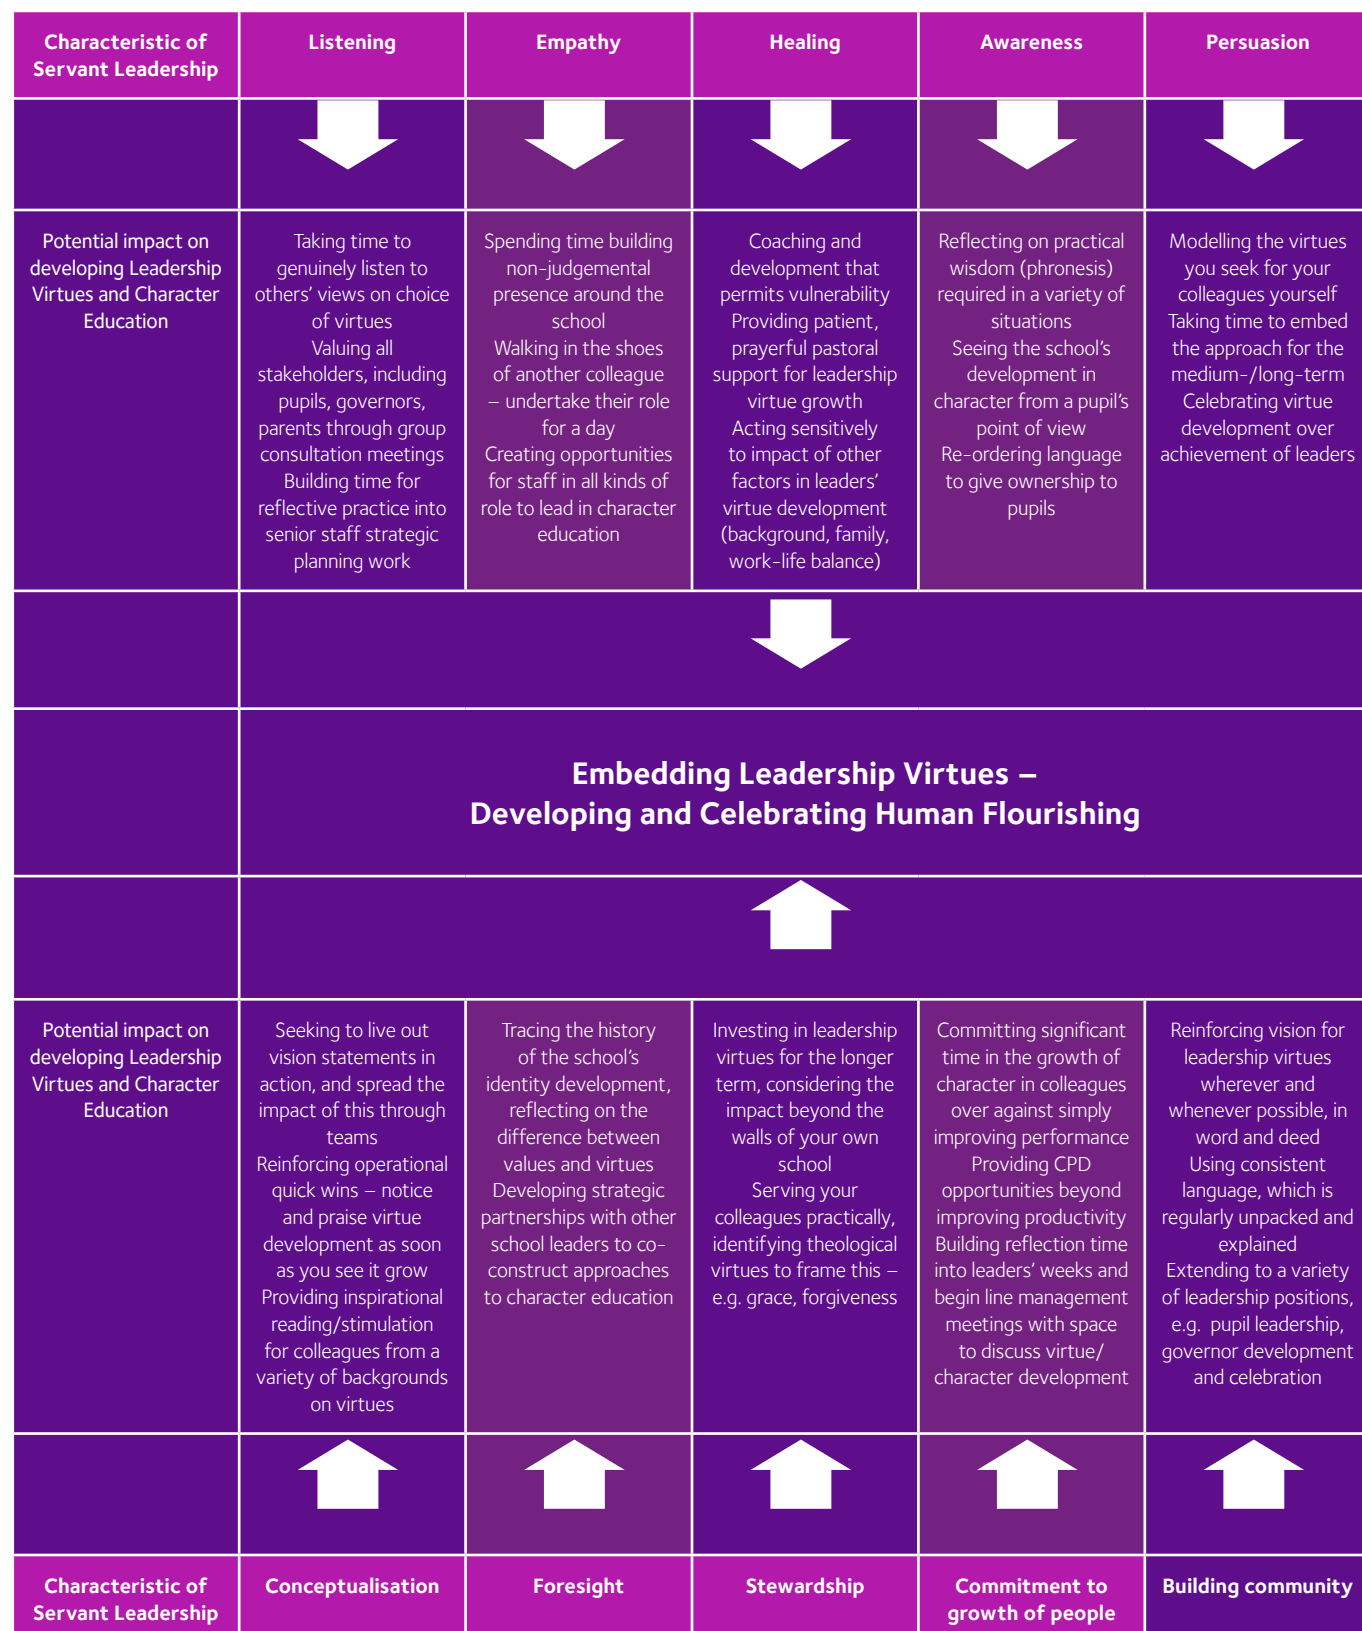 Characteristic of
Servant Leadership
Listening
Empathy
Healing
Awareness
Persuasion
Potential impact on
developing Leadership
Virtues and Character
Education
Taking time to
genuinely listen to
others’ views on choice
of virtues
Valuing all
stakeholders, including
pupils, governors,
parents through group
consultation meetings
Building time for
reflective practice into
senior staff strategic
planning work
Spending time building
non-judgemental
presence around the
school
Walking in the shoes
of another colleague
– undertake their role
for a day
Creating opportunities
for staff in all kinds of
role to lead in character
education
Coaching and
development that
permits vulnerability
Providing patient,
prayerful pastoral
support for leadership
virtue growth
Acting sensitively
to impact of other
factors in leaders’
virtue development
(background, family,
work-life balance)
Reflecting on practical
wisdom (phronesis)
required in a variety of
situations
Seeing the school’s
development in
character from a pupil’s
point of view
Re-ordering language
to give ownership to
pupils
Modelling the virtues
you seek for your
colleagues yourself
Taking time to embed
the approach for the
medium-/long-term
Celebrating virtue
development over
achievement of leaders
Embedding Leadership Virtues –
Developing and Celebrating Human Flourishing
Potential impact on
developing Leadership
Virtues and Character
Education
Seeking to live out
vision statements in
action, and spread the
impact of this through
teams
Reinforcing operational
quick wins – notice
and praise virtue
development as soon
as you see it grow
Providing inspirational
reading/stimulation
for colleagues from a
variety of backgrounds
on virtues
Tracing the history
of the school’s
identity development,
reflecting on the
difference between
values and virtues
Developing strategic
partnerships with other
school leaders to co-
construct approaches
to character education
Investing in leadership
virtues for the longer
term, considering the
impact beyond the
walls of your own
school
Serving your
colleagues practically,
identifying theological
virtues to frame this –
e.g. grace, forgiveness
Committing significant
time in the growth of
character in colleagues
over against simply
improving performance
Providing CPD
opportunities beyond
improving productivity
Building reflection time
into leaders’ weeks and
begin line management
meetings with space
to discuss virtue/
character development
Reinforcing vision for
leadership virtues
wherever and
whenever possible, in
word and deed
Using consistent
language, which is
regularly unpacked and
explained
Extending to a variety
of leadership positions,
e.g. pupil leadership,
governor development
and celebration
Characteristic of
Servant Leadership
Conceptualisation
Foresight
Stewardship
Commitment to
growth of people
Building community